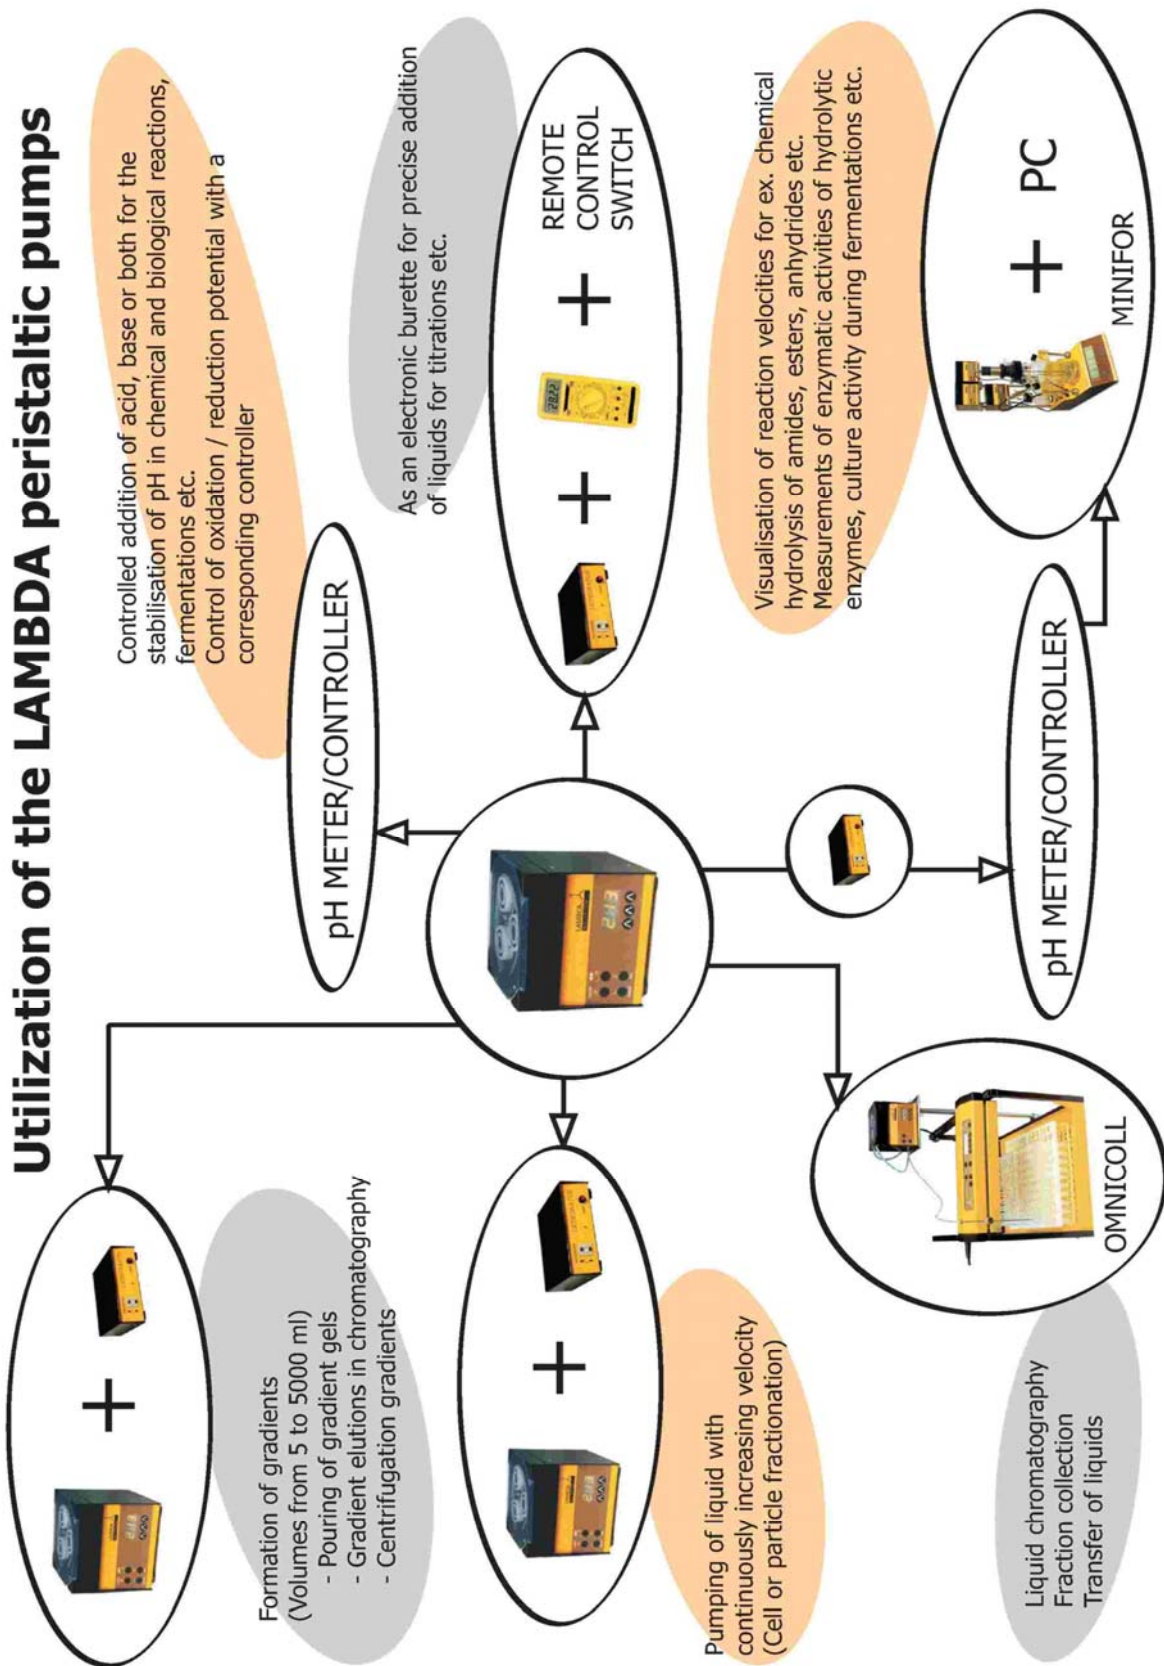 Utilization of the LAMBDA peristaltic pumps
Formation of gradients
(Volumes from 5 to 5000 ml)
- Pouring of gradient gels
- Gradient elutions in chromatography
- Centrifugation gradients
Controlled addition of acid, base or both for the
stabilisation of pH in chemical and biological reactions,
fermentations etc.
Control of oxidation / reduction potential with a
corresponding controller
pH METER/CONTROLLER
As an electronic burette for precise addition
of liquids for titrations etc.
REMOTE
CONTROL
SWITCH
Pumping of liquid with
continuously increasing velocity
(Cell or particle fractionation)
Visualisation of reaction velocities for ex. chemical
hydrolysis of amides, esters, anhydrides etc.
Measurements of enzymatic activities of hydrolytic
enzymes, culture activity during fermentations etc.
Liquid chromatography
Fraction collection
Transfer of liquids
OMNICOLL
pH METER/CONTROLLER
+ PC
MINIFOR